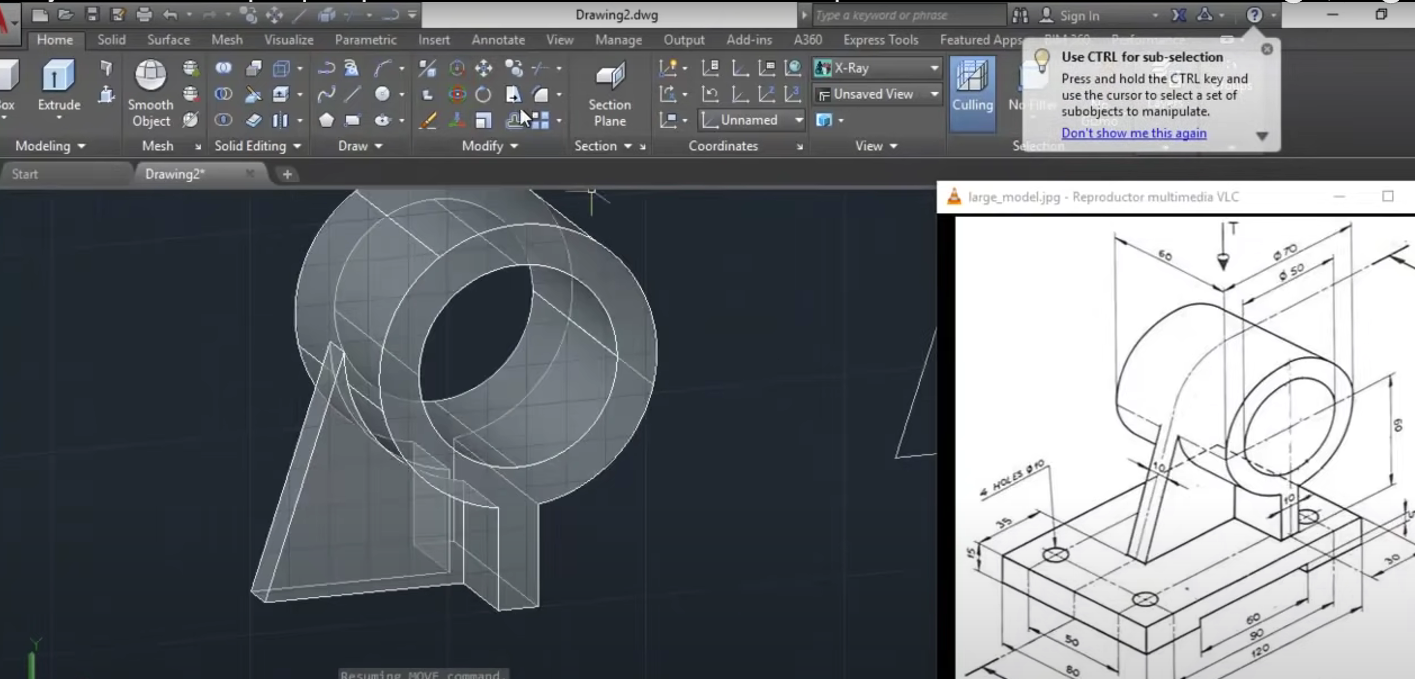 Drawing2.dwg
Type a keyword or phrase
Sign In
Home Solid Surface Mesh Visualize Parametric Insert Annotate View Manage Output Add-ins A360 Express Tools Featured Apps
Use CTRL for sub-selection
Press and hold the CTRL key and
use the cursor to select a set of
subobjects to manipulate.
Don't show me this again
Extrude
Smooth
Object
Section
Plane
X-Ray
Unsaved View
Unnamed
Culling
Modeling Mesh Solid Editing Draw Modify Section Coordinates View
Start
Drawing2*
large_model.jpg - Reproductor multimedia VLC
T
60
Ø 70
Ø 50
4 HOLES Ø10
10
35
15
10
60
30
50
80
60
90
120
Y
Resuming MOVE command